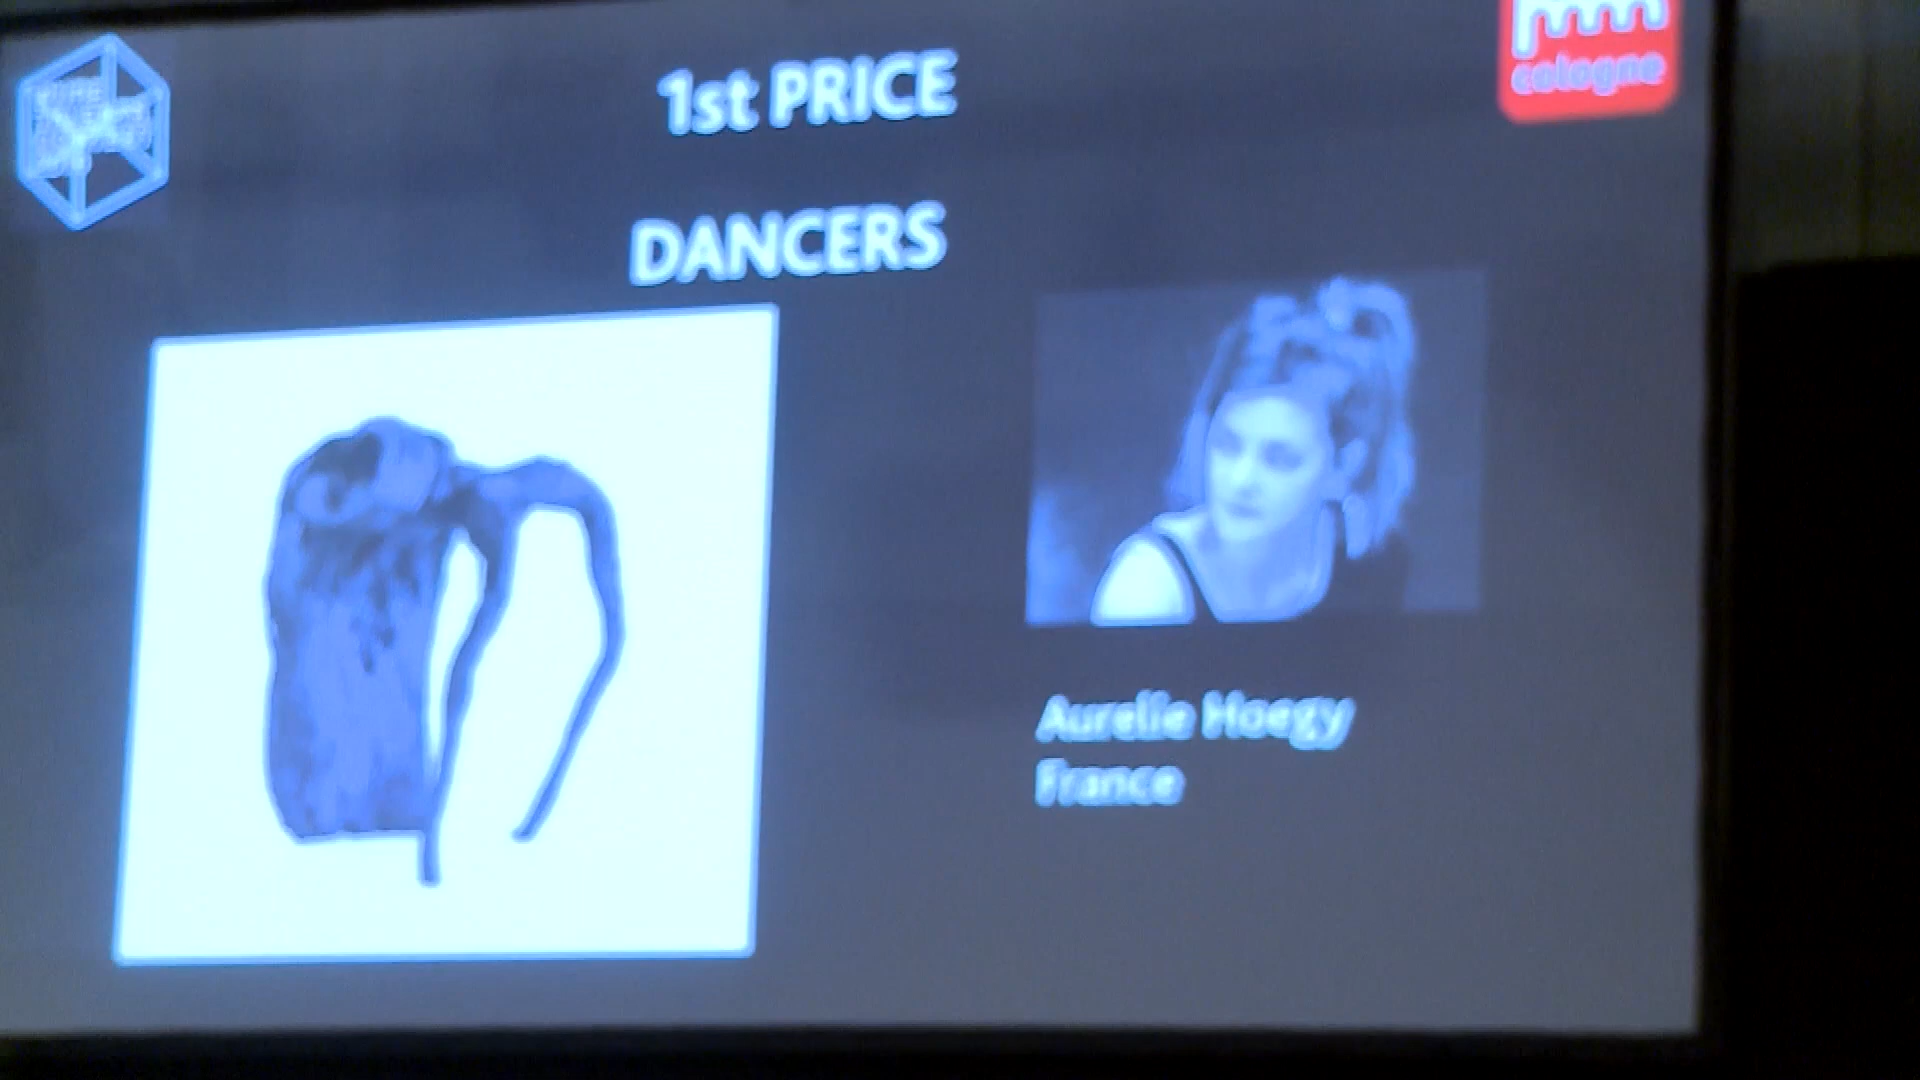 1st PRICE
cologne
DANCERS
Aurelie Hoegy
France